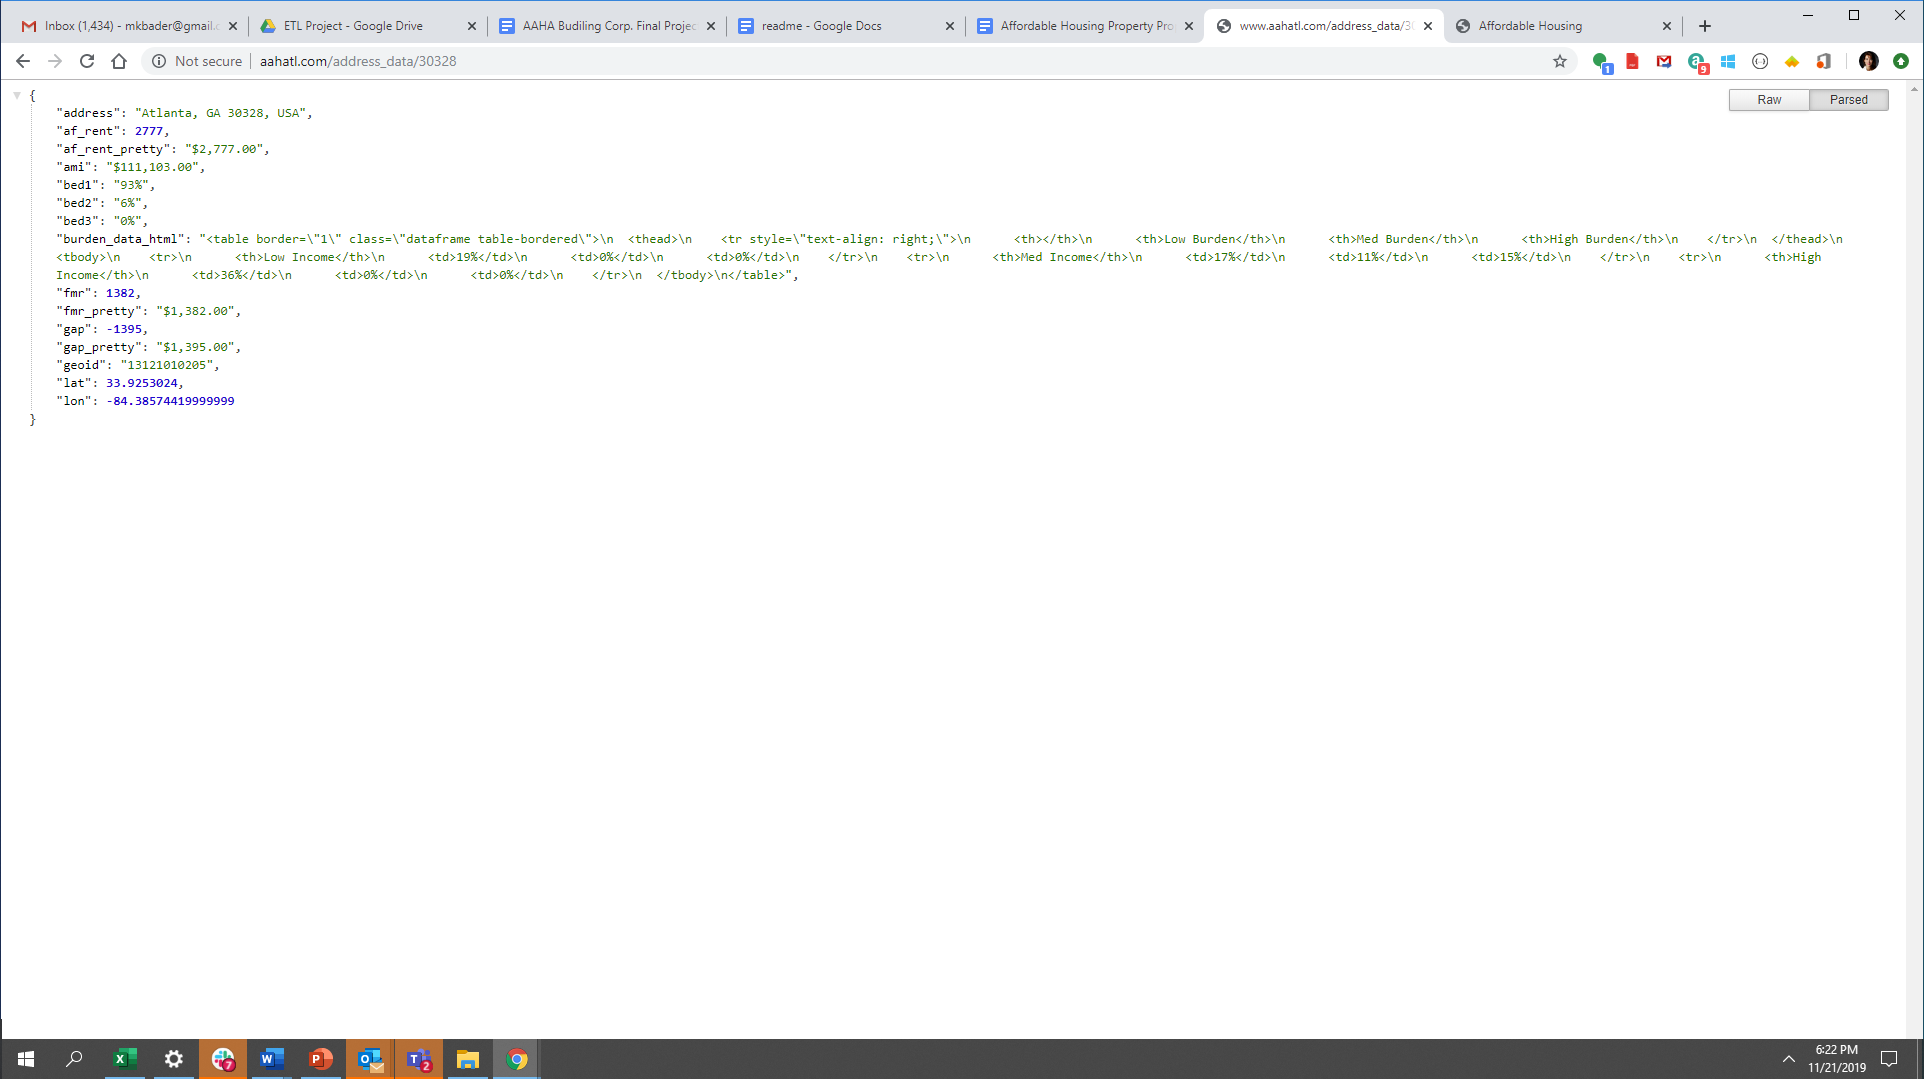 Inbox (1,434) - mkbader@gmail.c
ETL Project - Google Drive
AAHA Budiling Corp. Final Projec
readme - Google Docs
Affordable Housing Property Pro
www.aahatl.com/address_data/30
Affordable Housing
Not secure
aahatl.com/address_data/30328
1
9
Raw
Parsed
{
"address": "Atlanta, GA 30328, USA",
"af_rent": 2777,
"af_rent_pretty": "$2,777.00",
"ami": "$111,103.00",
"bed1": "93%",
"bed2": "6%",
"bed3": "0%",
"burden_data_html": "<table border=\"1\" class=\"dataframe table-bordered\">\n  <thead>\n    <tr style=\"text-align: right;\">\n      <th></th>\n      <th>Low Burden</th>\n      <th>Med Burden</th>\n      <th>High Burden</th>\n    </tr>\n  </thead>\n
<tbody>\n    <tr>\n      <th>Low Income</th>\n      <td>19%</td>\n      <td>0%</td>\n      <td>0%</td>\n    </tr>\n    <tr>\n      <th>Med Income</th>\n      <td>17%</td>\n      <td>11%</td>\n      <td>15%</td>\n    </tr>\n    <tr>\n      <th>High
Income</th>\n      <td>36%</td>\n      <td>0%</td>\n      <td>0%</td>\n    </tr>\n  </tbody>\n</table>",
"fmr": 1382,
"fmr_pretty": "$1,382.00",
"gap": -1395,
"gap_pretty": "$1,395.00",
"geoid": "13121010205",
"lat": 33.9253024,
"lon": -84.38574419999999
}
7
2
6:22 PM
11/21/2019